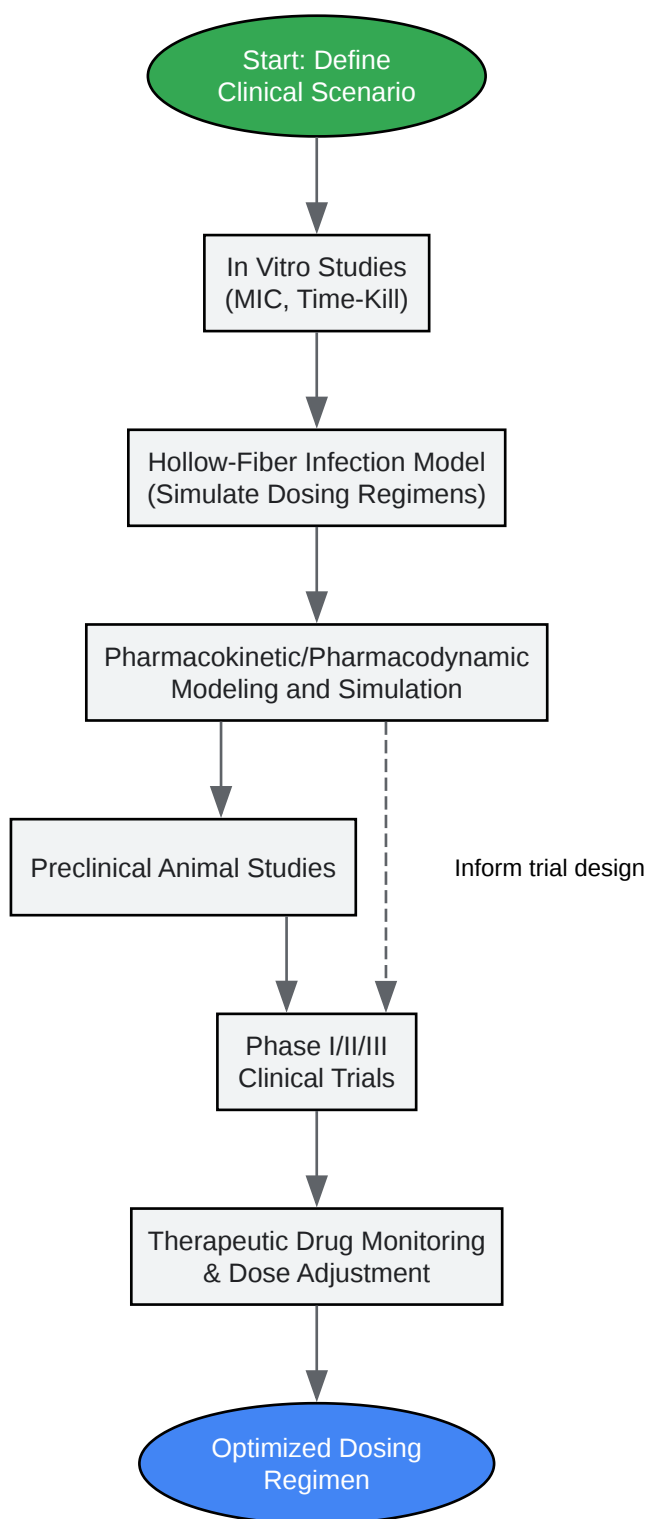 Start: Define
Clinical Scenario
In Vitro Studies
(MIC, Time-Kill)
Hollow-Fiber Infection Model
(Simulate Dosing Regimens)
Pharmacokinetic/Pharmacodynamic
Modeling and Simulation
Preclinical Animal Studies
Inform trial design
Phase I/II/III
Clinical Trials
Therapeutic Drug Monitoring
& Dose Adjustment
Optimized Dosing
Regimen